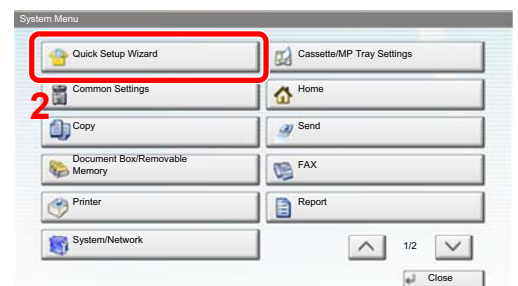 System Menu
Quick Setup Wizard
Cassette/MP Tray Settings
Common Settings
Home
2
Copy
Send
Document Box/Removable
Memory
FAX
Printer
Report
System/Network
1/2
Close